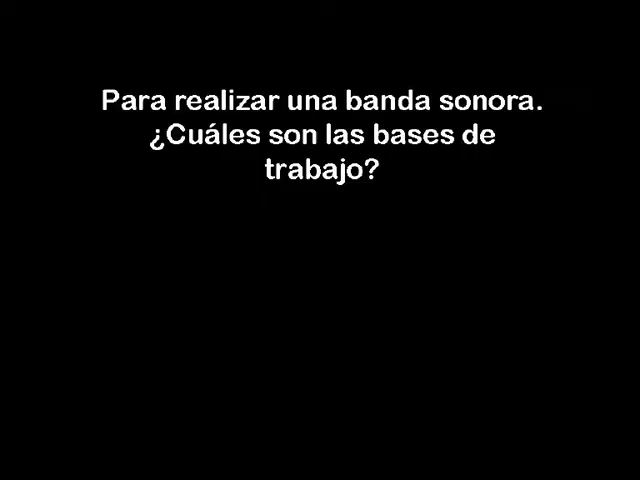 Para realizar una banda sonora.
¿Cuáles son las bases de
trabajo?